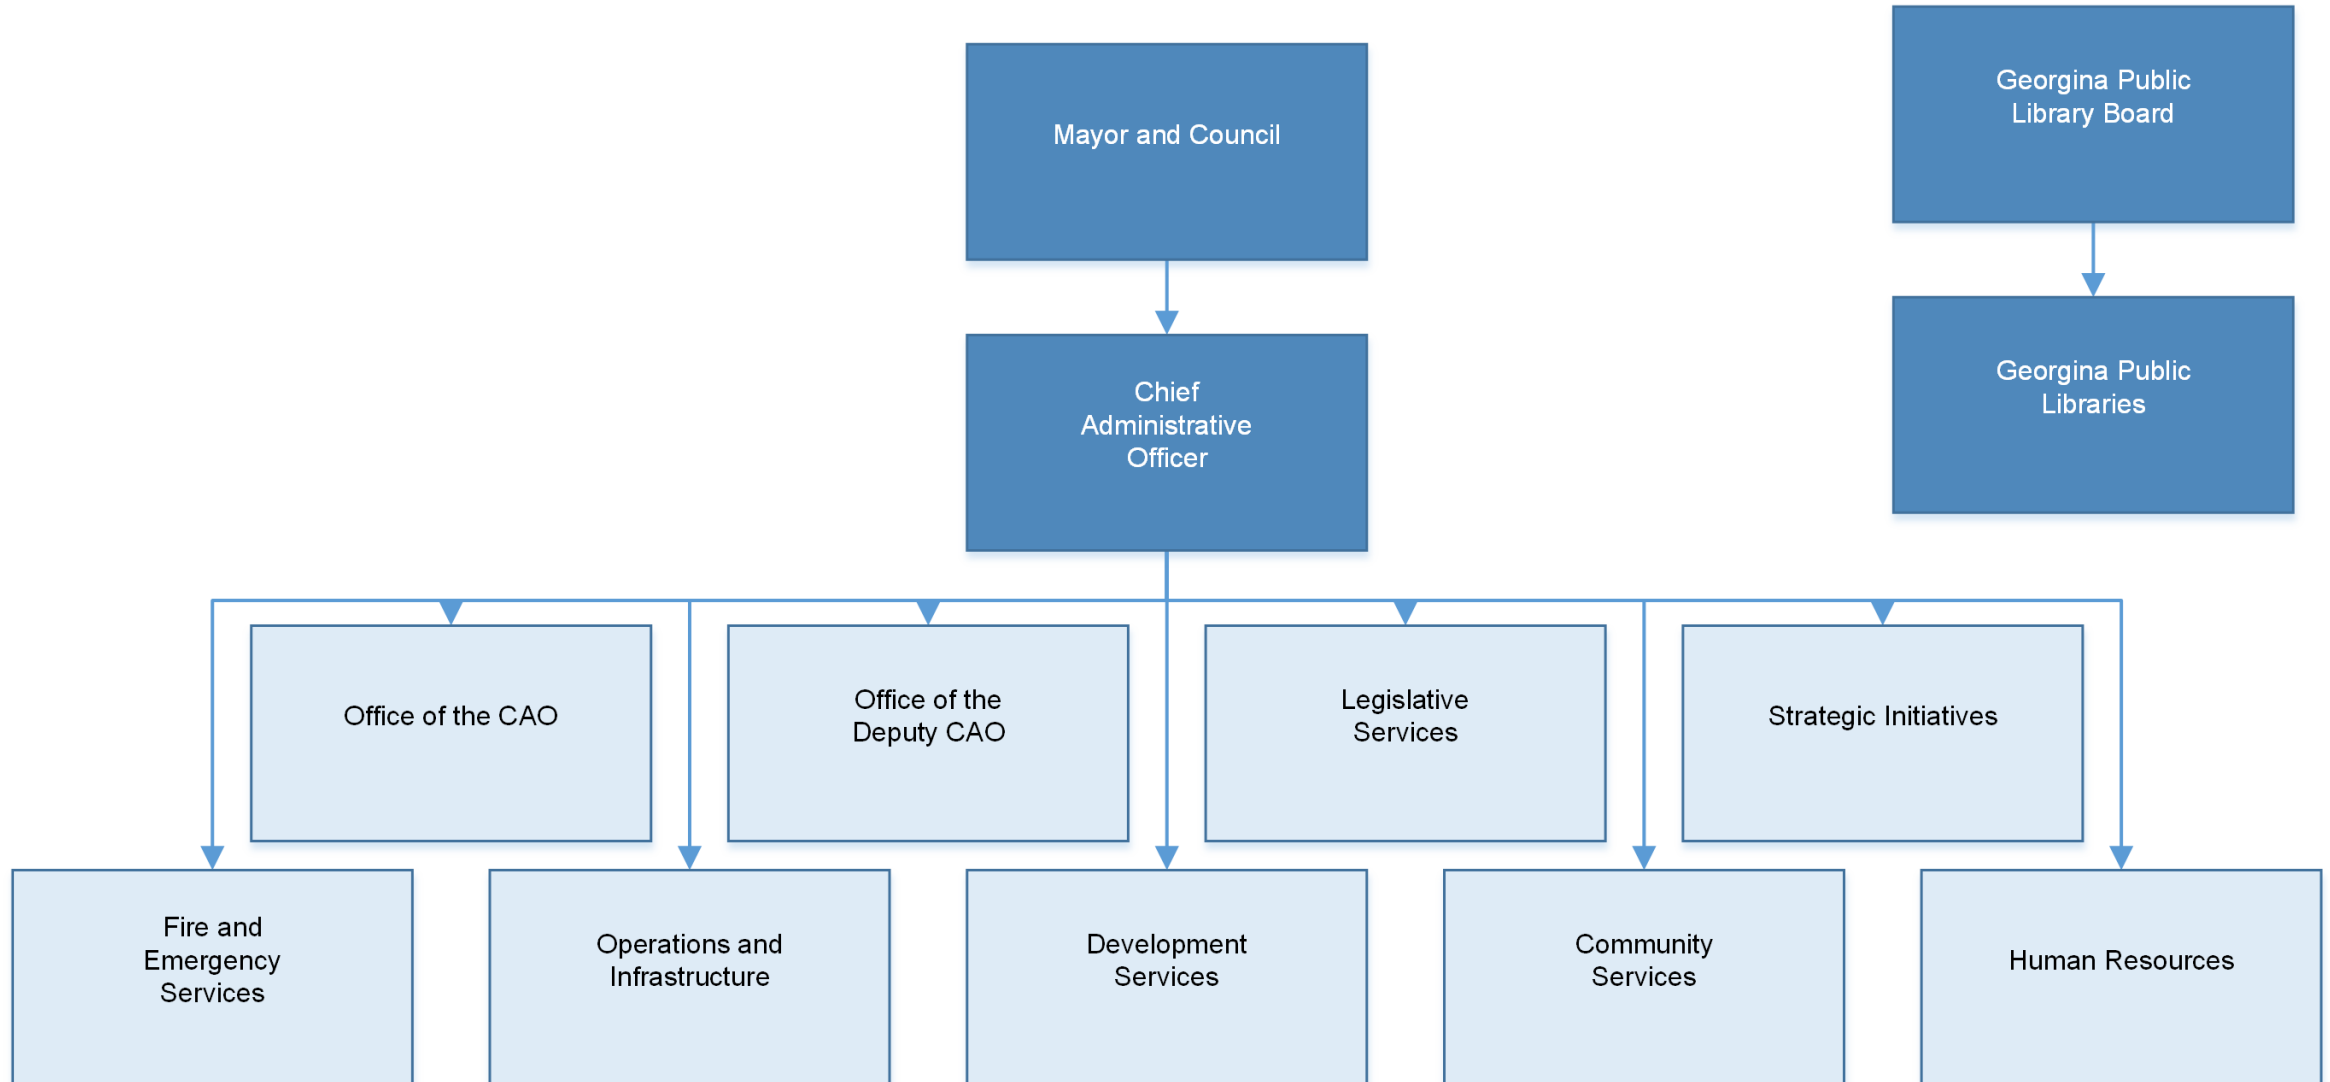 Georgina Public
Library Board
Mayor and Council
Georgina Public
Libraries
Chief
Administrative
Officer
Office of the CAO
Office of the
Deputy CAO
Legislative
Services
Strategic Initiatives
Fire and
Emergency
Services
Operations and
Infrastructure
Development
Services
Community
Services
Human Resources